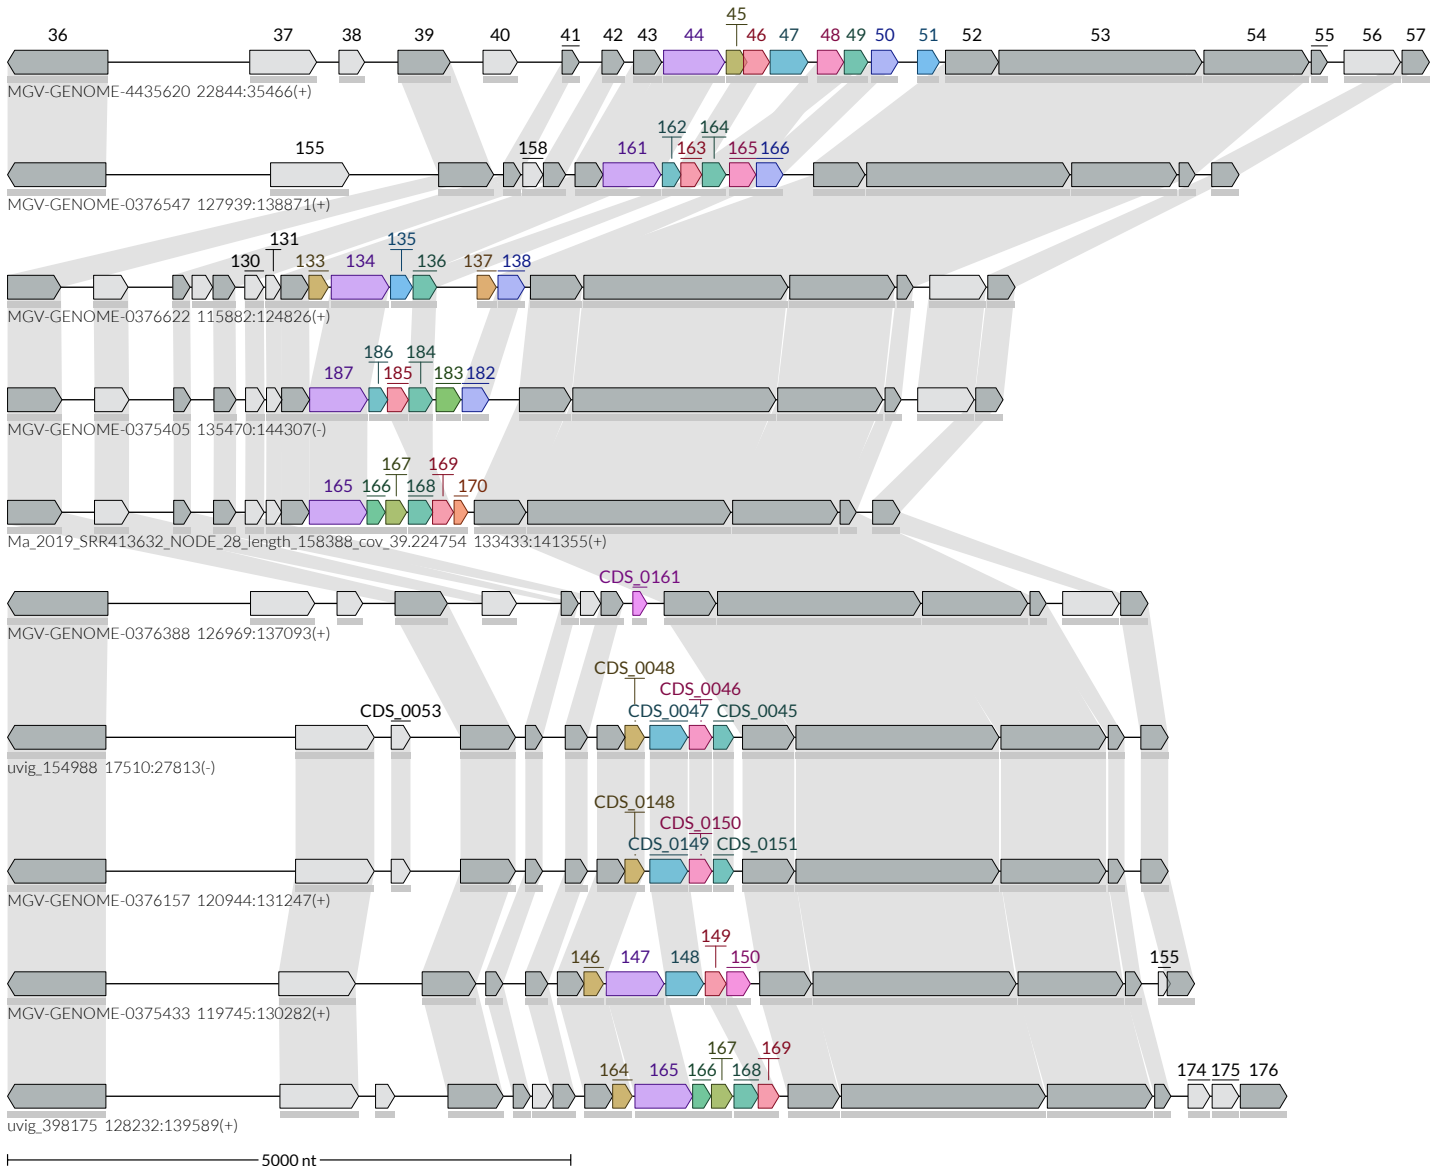 36 37 38 39 40 41 42 43 44 45 46 47 48 49 50 51 52 53 54 55 56 57
MGV-GENOME-4435620 22844:35466(+)
155 158 161 162 163 164 165 166
MGV-GENOME-0376547 127939:138871(+)
130 131 133 134 135 136 137 138
MGV-GENOME-0376622 115882:124826(+)
187 186 185 184 183 182
MGV-GENOME-0375405 135470:144307(-)
165 166 167 168 169 170
Ma_2019_SRR413632_NODE_28_length_158388_cov_39.224754 133433:141355(+)
CDS_0161
MGV-GENOME-0376388 126969:137093(+)
CDS_0053 CDS_0048 CDS_0047 CDS_0046 CDS_0045
uvig_154988 17510:27813(-)
CDS_0148 CDS_0149 CDS_0150 CDS_0151
MGV-GENOME-0376157 120944:131247(+)
146 147 148 149 150 155
MGV-GENOME-0375433 119745:130282(+)
164 165 166 167 168 169 174 175 176
uvig_398175 128232:139589(+)
5000 nt